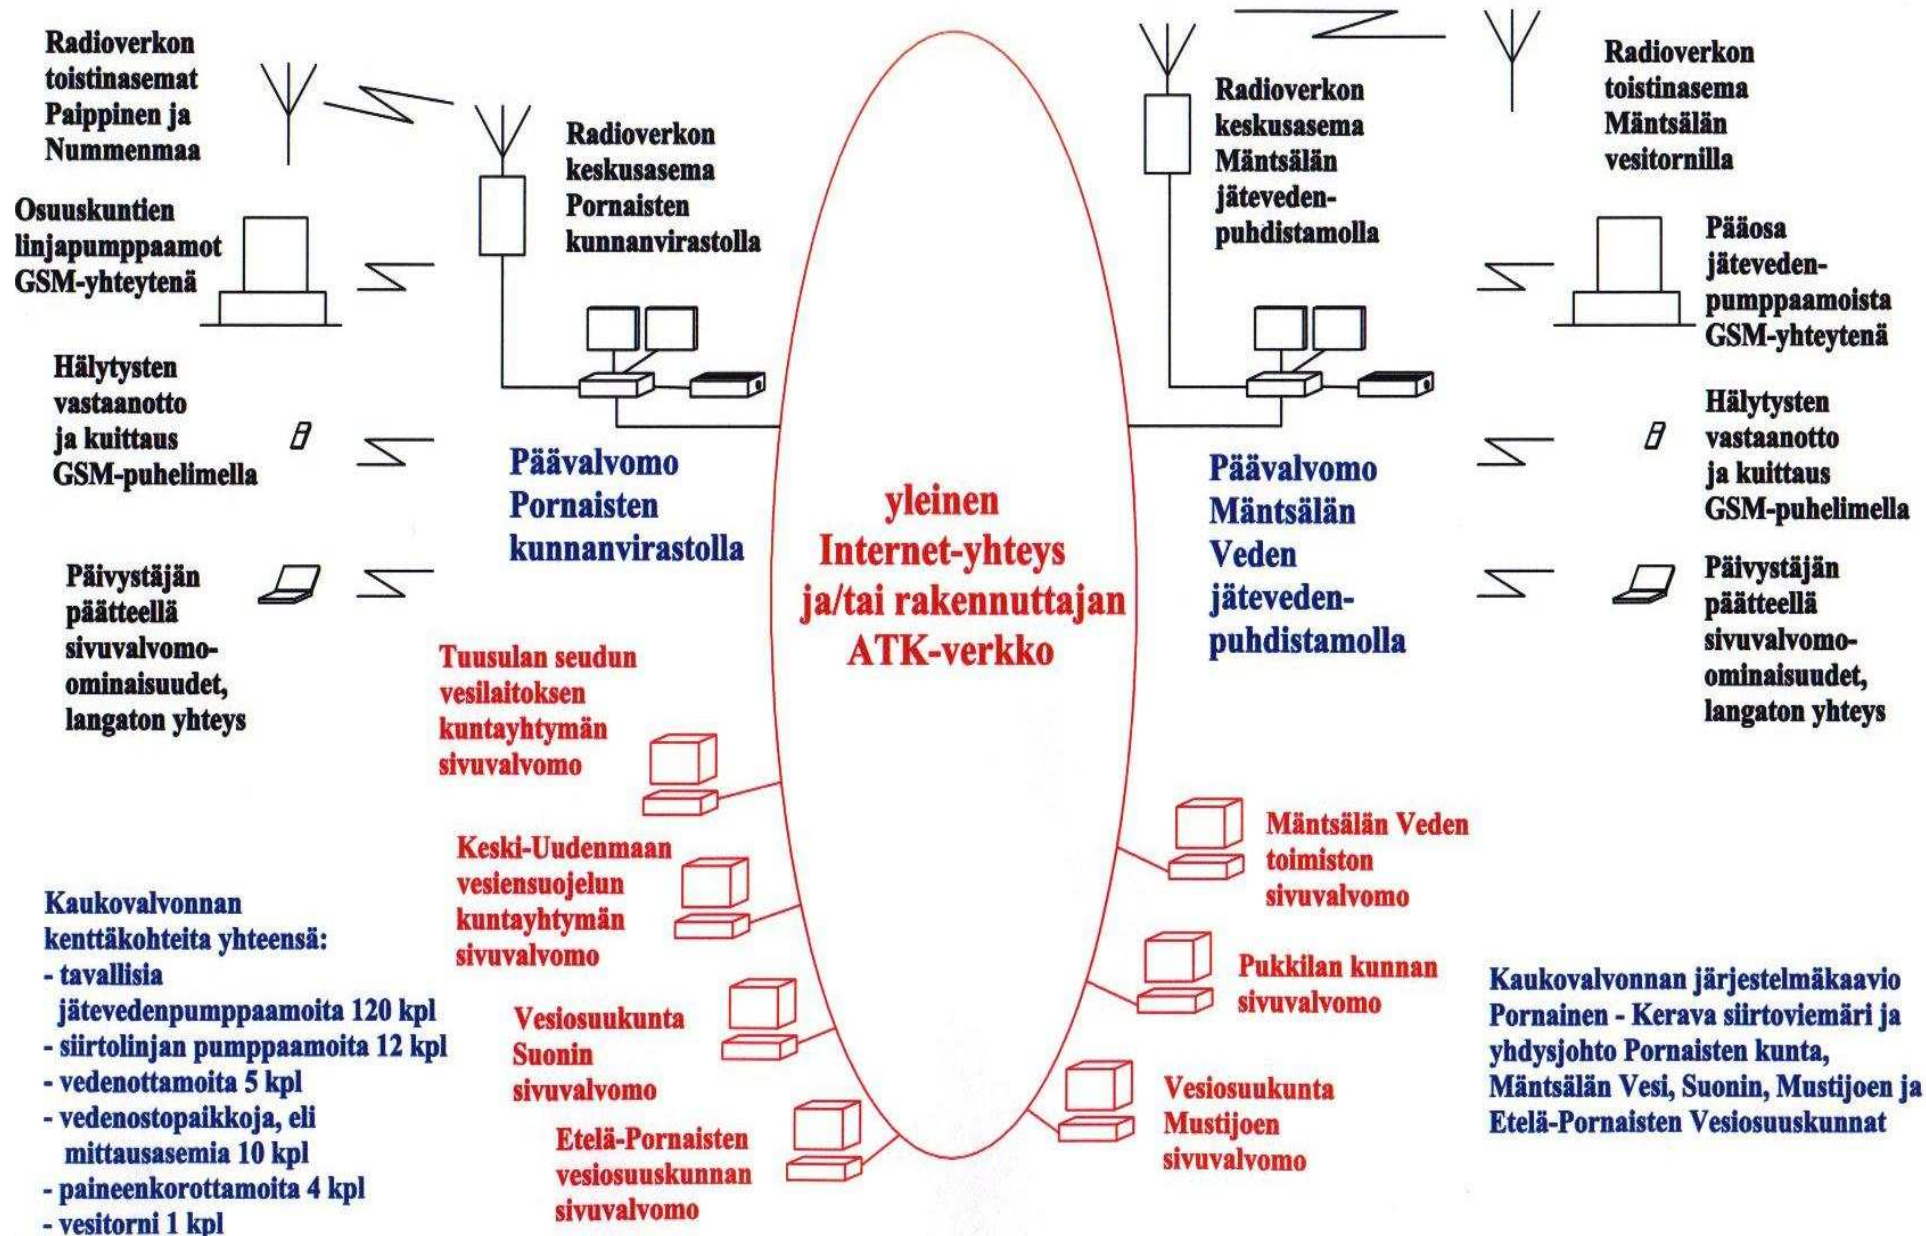 Radioverkon
toistinasemat
Paippinen ja
Nummenmaa
Radioverkon
keskusasema
Pornaisten
kunnanvirastolla
Osuuskuntien
linjapumppaamot
GSM-yhteytenä
Hälytysten
vastaanotto
ja kuittaus
GSM-puhelimella
Päivystäjän
päätteellä
sivuvalvomo-
ominaisuudet,
langaton yhteys
Päävalvomo
Pornaisten
kunnanvirastolla
yleinen
Internet-yhteys
ja/tai rakennuttajan
ATK-verkko
Radioverkon
keskusasema
Mäntsälän
jäteveden-
puhdistamolla
Radioverkon
toistinasema
Mäntsälän
vesitornilla
Pääosa
jäteveden-
pumppaamoista
GSM-yhteytenä
Hälytysten
vastaanotto
ja kuittaus
GSM-puhelimella
Päivystäjän
päätteellä
sivuvalvomo-
ominaisuudet,
langaton yhteys
Päävalvomo
Mäntsälän
Veden
jäteveden-
puhdistamolla
Tuusulan seudun
vesilaitoksen
kuntayhtymän
sivuvalvomo
Keski-Uudenmaan
vesiensuojelun
kuntayhtymän
sivuvalvomo
Vesiosuukunta
Suonin
sivuvalvomo
Etelä-Pornaisten
vesiosuuskunnan
sivuvalvomo
Mäntsälän Veden
toimiston
sivuvalvomo
Pukkilan kunnan
sivuvalvomo
Vesiosuukunta
Mustijoen
sivuvalvomo
Kaukovalvonnan
kenttäkohteita yhteensä:
- tavallisia
jätevedenpumppaamoita 120 kpl
- siirtolinjan pumppaamoita 12 kpl
- vedenottamoita 5 kpl
- vedenostopaikkoja, eli
mittausasemia 10 kpl
- paineenkorottamoita 4 kpl
- vesitorni 1 kpl
Kaukovalvonnan järjestelmäkaavio
Pornainen - Kerava siirtoviemäri ja
yhdysjohto Pornaisten kunta,
Mäntsälän Vesi, Suonin, Mustijoen ja
Etelä-Pornaisten Vesiosuuskunnat